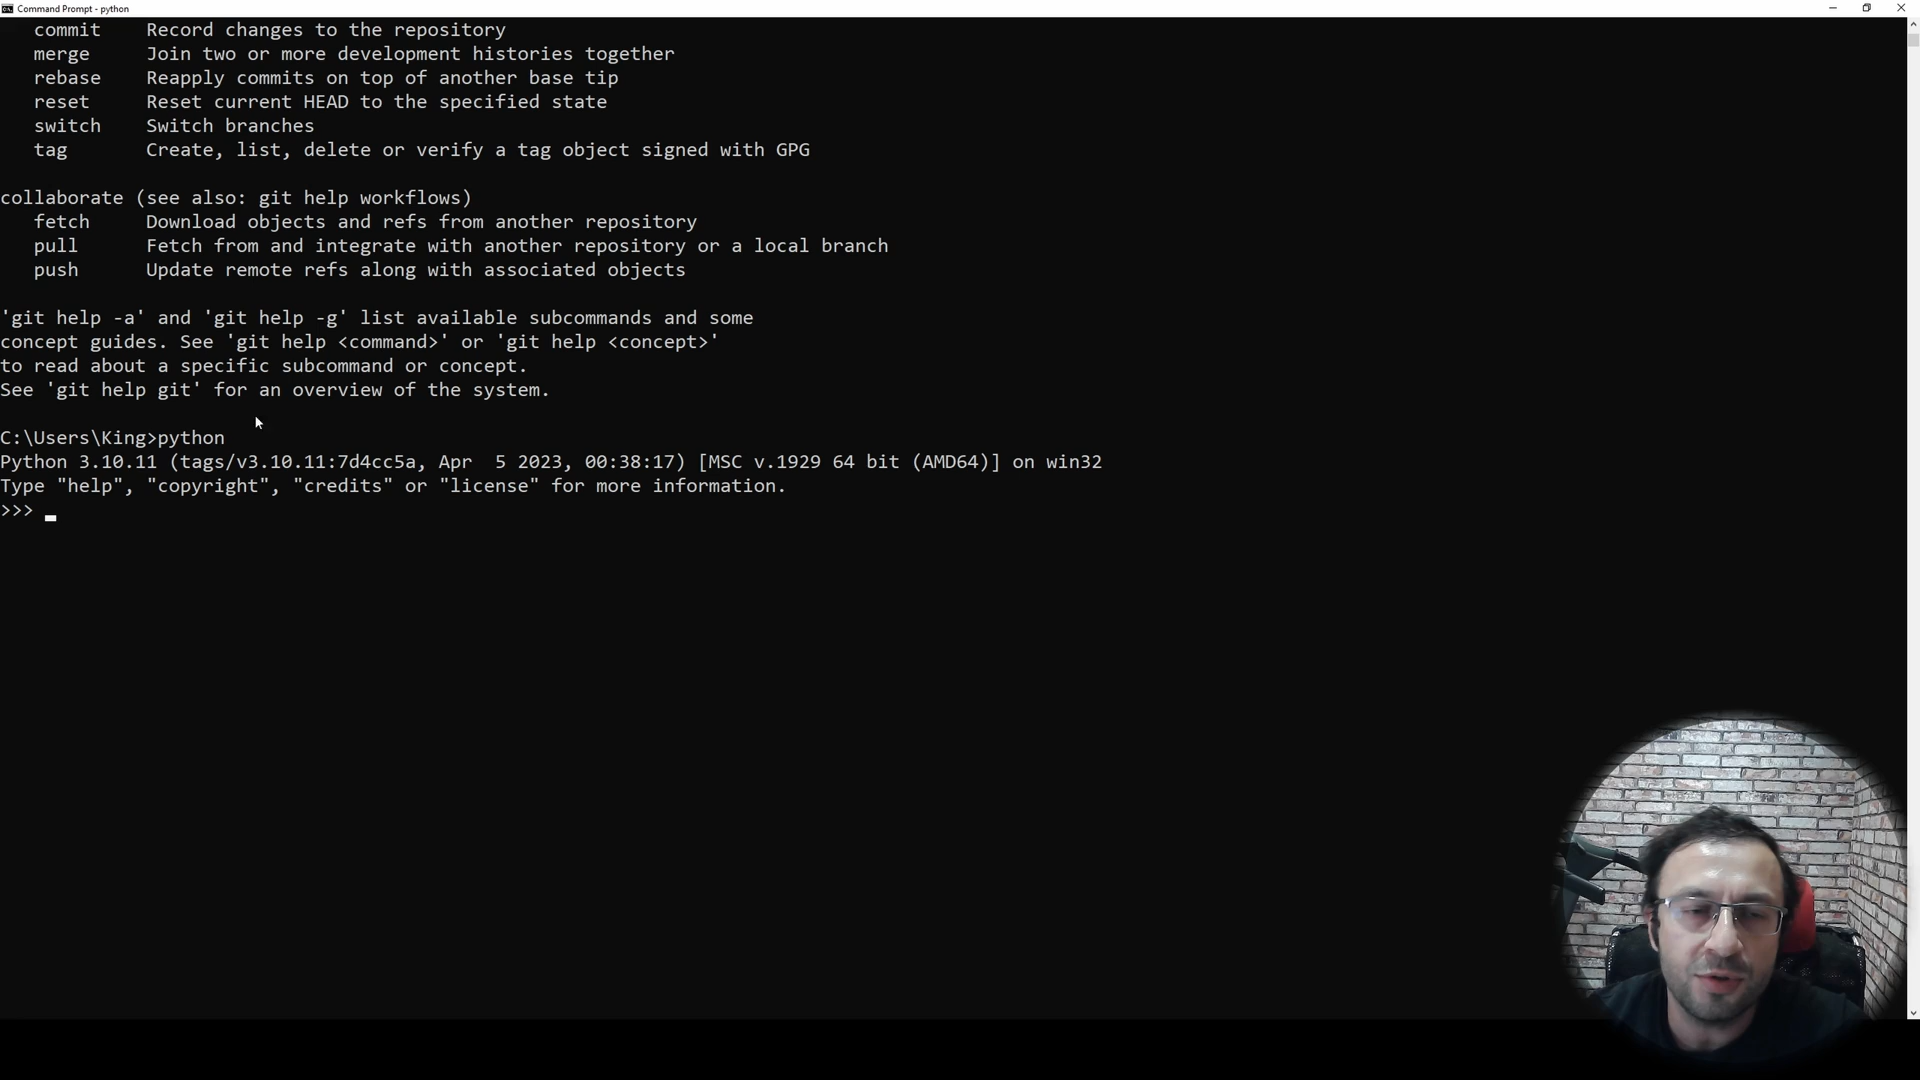 Command Prompt - python
commit Record changes to the repository
merge Join two or more development histories together
rebase Reapply commits on top of another base tip
reset Reset current HEAD to the specified state
switch Switch branches
tag Create, list, delete or verify a tag object signed with GPG
collaborate (see also: git help workflows)
fetch Download objects and refs from another repository
pull Fetch from and integrate with another repository or a local branch
push Update remote refs along with associated objects
'git help -a' and 'git help -g' list available subcommands and some
concept guides. See 'git help <command>' or 'git help <concept>'
to read about a specific subcommand or concept.
See 'git help git' for an overview of the system.
C:\Users\King>python
Python 3.10.11 (tags/v3.10.11:7d4cc5a, Apr  5 2023, 00:38:17) [MSC v.1929 64 bit (AMD64)] on win32
Type "help", "copyright", "credits" or "license" for more information.
>>>